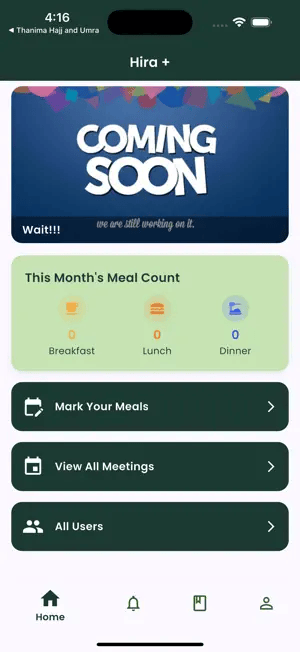 4:16
◀ Thanima Hajj and Umra
Hira +
COMING
SOON
we are still working on it.
Wait!!!
This Month's Meal Count
0 0 0
Breakfast Lunch Dinner
Mark Your Meals
View All Meetings
All Users
Home